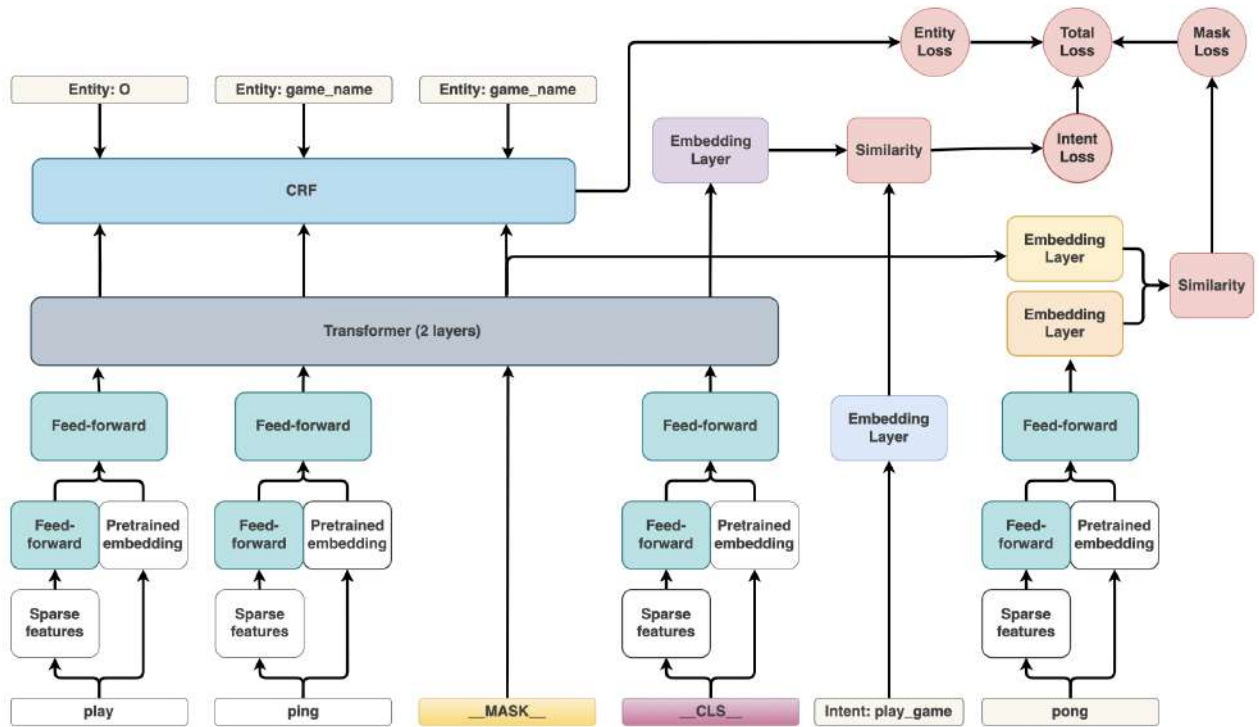 Entity
Loss
Total
Loss
Mask
Loss
Entity: O
Entity: game_name
Entity: game_name
Embedding
Layer
Similarity
Intent
Loss
CRF
Embedding
Layer
Similarity
Embedding
Layer
Transformer (2 layers)
Feed-forward
Feed-forward
Feed-forward
Embedding
Layer
Feed-forward
Feed-
forward
Pretrained
embedding
Feed-
forward
Pretrained
embedding
Feed-
forward
Pretrained
embedding
Feed-
forward
Pretrained
embedding
Sparse
features
Sparse
features
Sparse
features
Sparse
features
play
ping
__MASK__
__CLS__
Intent: play_game
pong